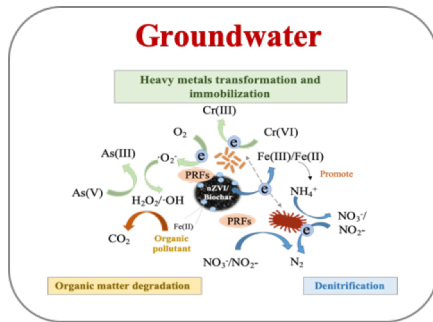 Groundwater
Heavy metals transformation and
immobilization
Cr(III)
O₂
e
e
Cr(VI)
As(III)
·O₂⁻
Fe(III)/Fe(II)
PRFs
Promote
nZVI/
Biochar
e
NH₄⁺
As(V)
H₂O₂/·OH
Fe(II)
PRFs
NO₃⁻/
NO₂⁻
e
Organic
pollutant
CO₂
NO₃⁻/NO₂⁻
N₂
Organic matter degradation
Denitrification